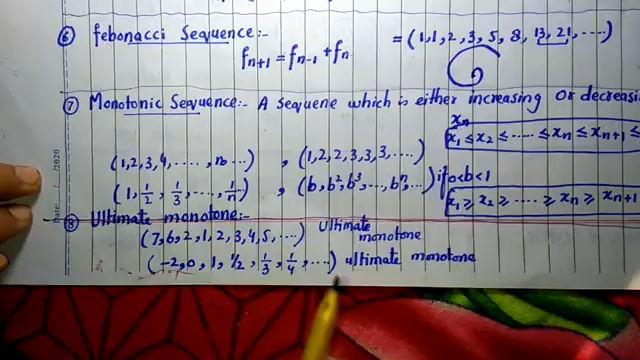 ⑥ febonacci Sequence:- = (1,1,2,3,5,8,13,21,....)
fn+1 = fn-1 + fn
⑦ Monotonic Sequence:- A sequene which is either increasing Or decreasin
xn
x1 ≤ x2 ≤ ..... ≤ xn ≤ xn+1 ≤
(1,2,3,4,....., n ...) , (1,2,2,3,3,3,....)
(1, 1/2, 1/3, ..., 1/n) , (b, b², b³, ..., bⁿ, ...) if 0<b<1
x1 ≥ x2 ≥ .... ≥ xn ≥ xn+1
⑧ Ultimate monotone:-
(7,6,2,1,2,3,4,5,....) Ultimate monotone
(-2,0,1,1/2,1/3,1/4,...) ultimate monotone
Date: / /2020